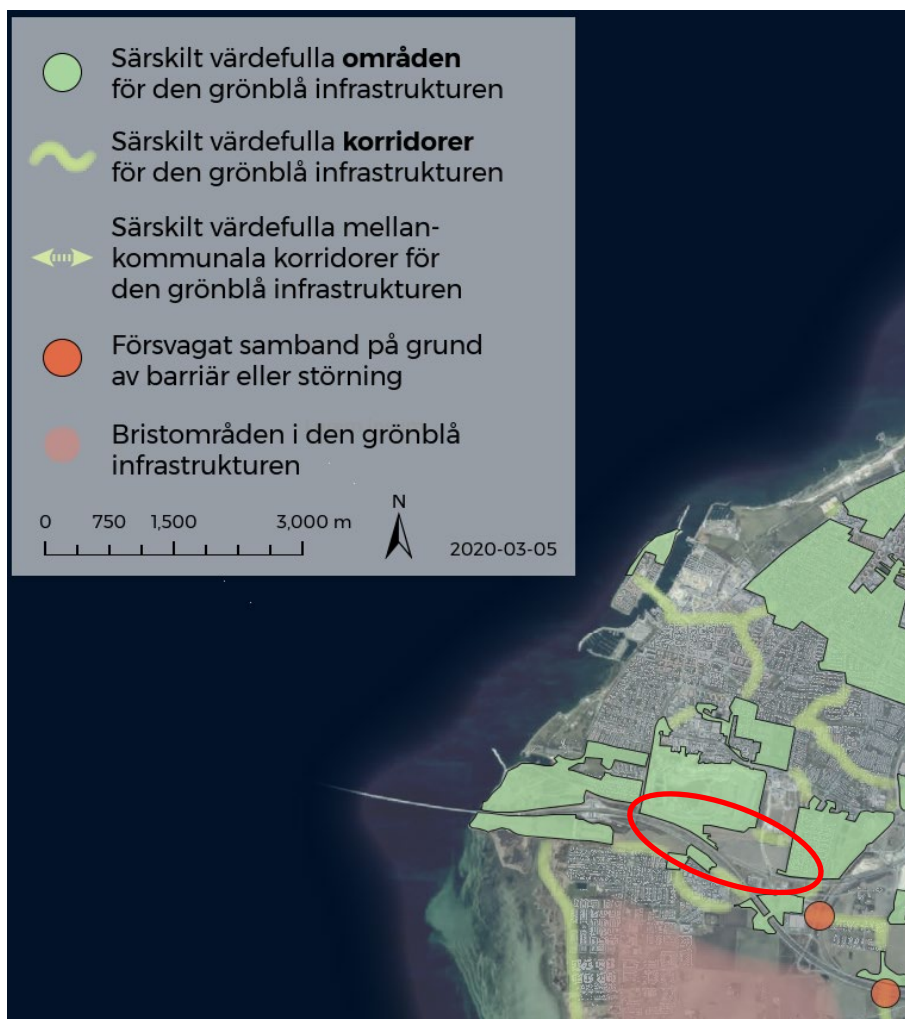 Särskilt värdefulla områden
för den grönblå infrastrukturen
Särskilt värdefulla korridorer
för den grönblå infrastrukturen
Särskilt värdefulla mellan-
kommunala korridorer för
den grönblå infrastrukturen
Försvagat samband på grund
av barriär eller störning
Bristområden i den grönblå
infrastrukturen
0 750 1,500 3,000 m
N
2020-03-05